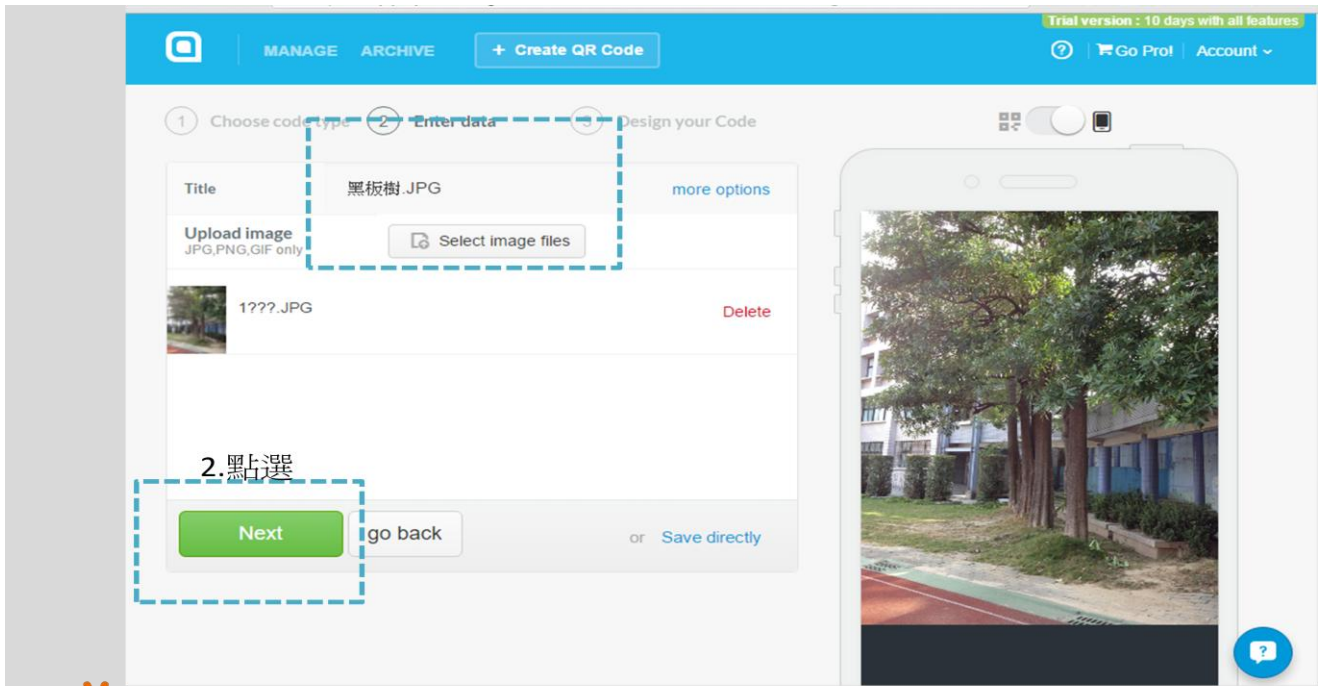 Trial version : 10 days with all features
MANAGE ARCHIVE + Create QR Code Go Pro! Account
1 Choose code type 2 Enter data 3 Design your Code
Title 黑板樹.JPG more options
Upload image
JPG,PNG,GIF only
Select image files
1???.JPG Delete
2.點選
Next go back or Save directly